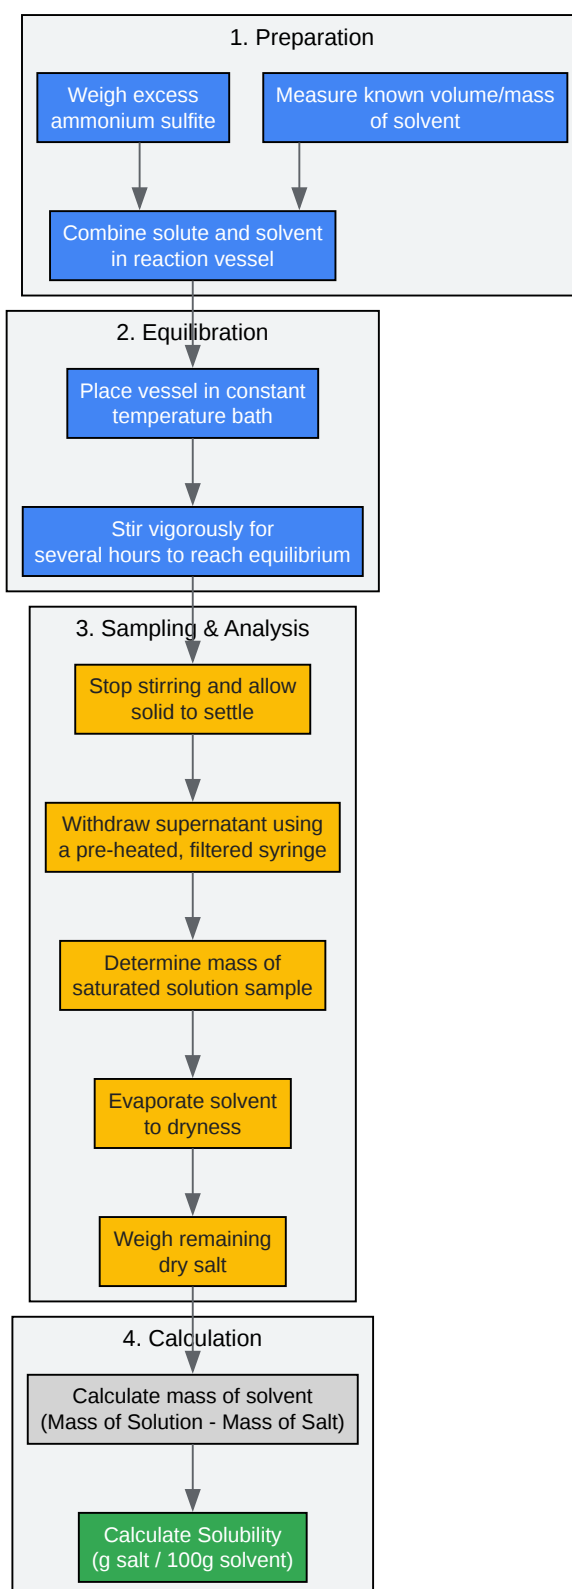 1. Preparation
Weigh excess
ammonium sulfite
Measure known volume/mass
of solvent
Combine solute and solvent
in reaction vessel
2. Equilibration
Place vessel in constant
temperature bath
Stir vigorously for
several hours to reach equilibrium
3. Sampling & Analysis
Stop stirring and allow
solid to settle
Withdraw supernatant using
a pre-heated, filtered syringe
Determine mass of
saturated solution sample
Evaporate solvent
to dryness
Weigh remaining
dry salt
4. Calculation
Calculate mass of solvent
(Mass of Solution - Mass of Salt)
Calculate Solubility
(g salt / 100g solvent)